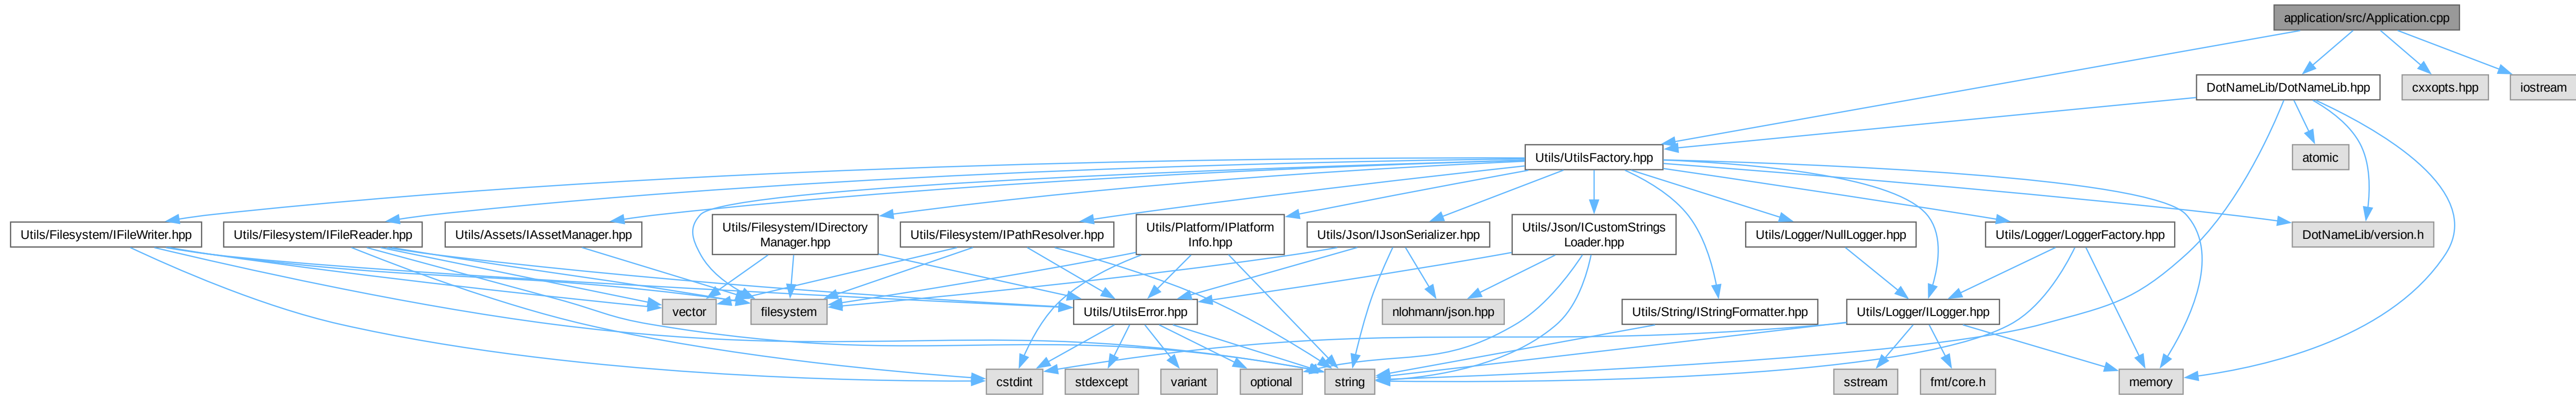 application/src/Application.cpp
DotNameLib/DotNameLib.hpp
cxxopts.hpp
iostream
Utils/UtilsFactory.hpp
atomic
Utils/Filesystem/IFileWriter.hpp
Utils/Filesystem/IFileReader.hpp
Utils/Assets/IAssetManager.hpp
Utils/Filesystem/IDirectory
Manager.hpp
Utils/Filesystem/IPathResolver.hpp
Utils/Platform/IPlatform
Info.hpp
Utils/Json/IJsonSerializer.hpp
Utils/Json/ICustomStrings
Loader.hpp
Utils/Logger/NullLogger.hpp
Utils/Logger/LoggerFactory.hpp
DotNameLib/version.h
vector
filesystem
Utils/UtilsError.hpp
nlohmann/json.hpp
Utils/String/IStringFormatter.hpp
Utils/Logger/ILogger.hpp
cstdint
stdexcept
variant
optional
string
sstream
fmt/core.h
memory